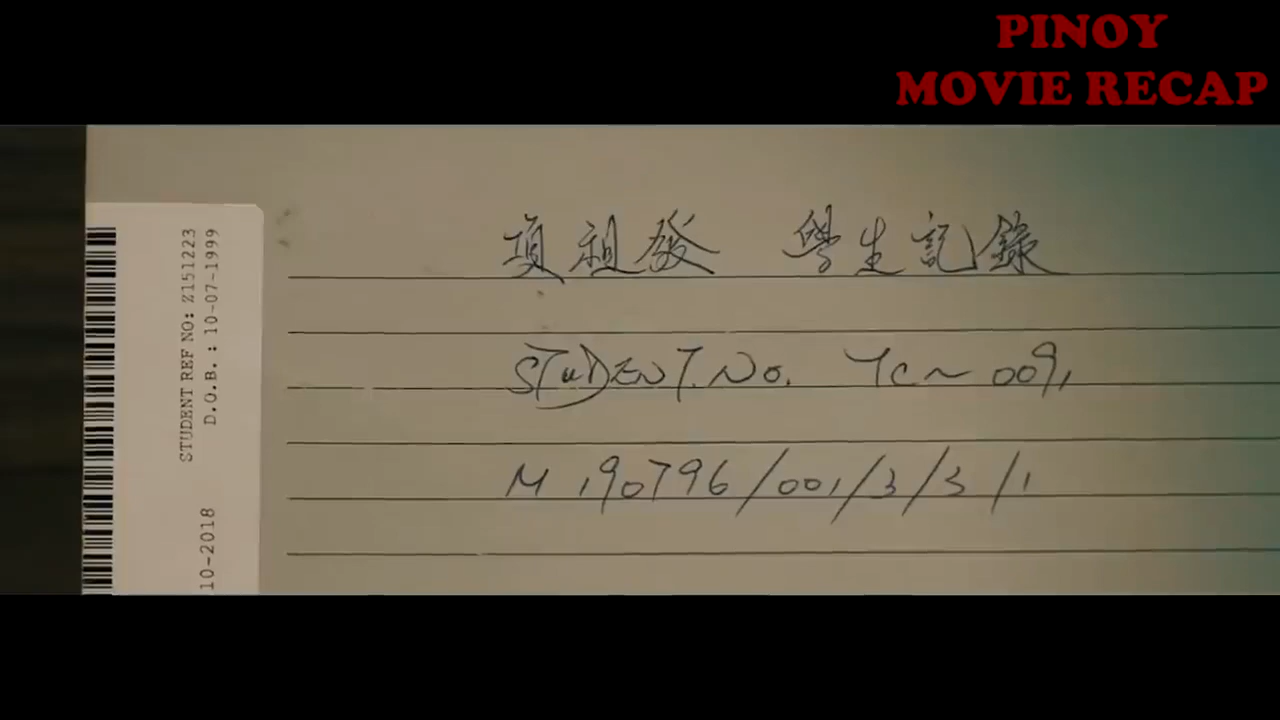 PINOY
MOVIE RECAP
STUDENT REF NO: Z151223
D.O.B. : 10-07-1999
10-2018
項祖發 學生記錄
STUDENT. No. YC~009,
M 190796/001/3/3/1